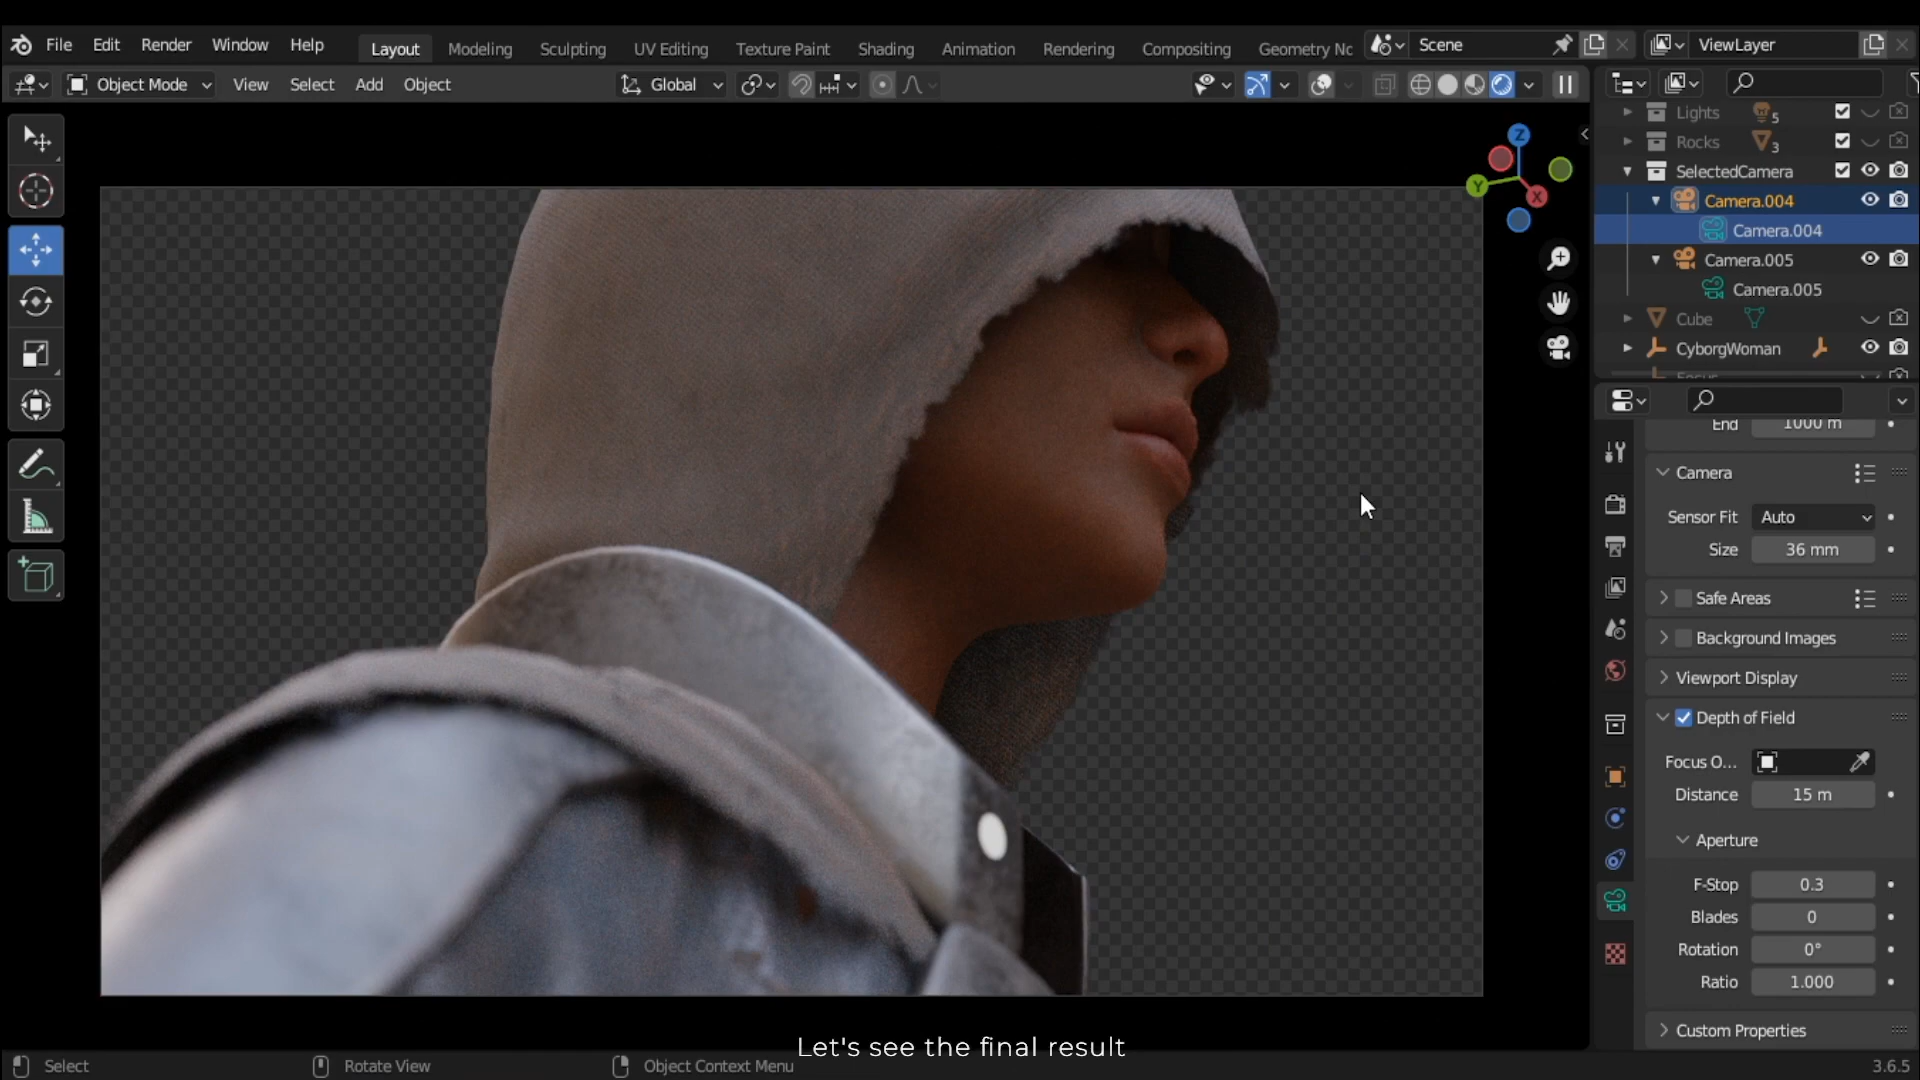 File Edit Render Window Help Layout Modeling Sculpting UV Editing Texture Paint Shading Animation Rendering Compositing Geometry Nc Scene ViewLayer
Object Mode View Select Add Object Global
Z
Y
X
Lights 5
Rocks 3
SelectedCamera
Camera.004
Camera.004
Camera.005
Camera.005
Cube
CyborgWoman
End 1000 m
Camera
Sensor Fit Auto
Size 36 mm
Safe Areas
Background Images
Viewport Display
Depth of Field
Focus O...
Distance 15 m
Aperture
F-Stop 0.3
Blades 0
Rotation 0°
Ratio 1.000
Custom Properties
Let's see the final result
Select Rotate View Object Context Menu 3.6.5